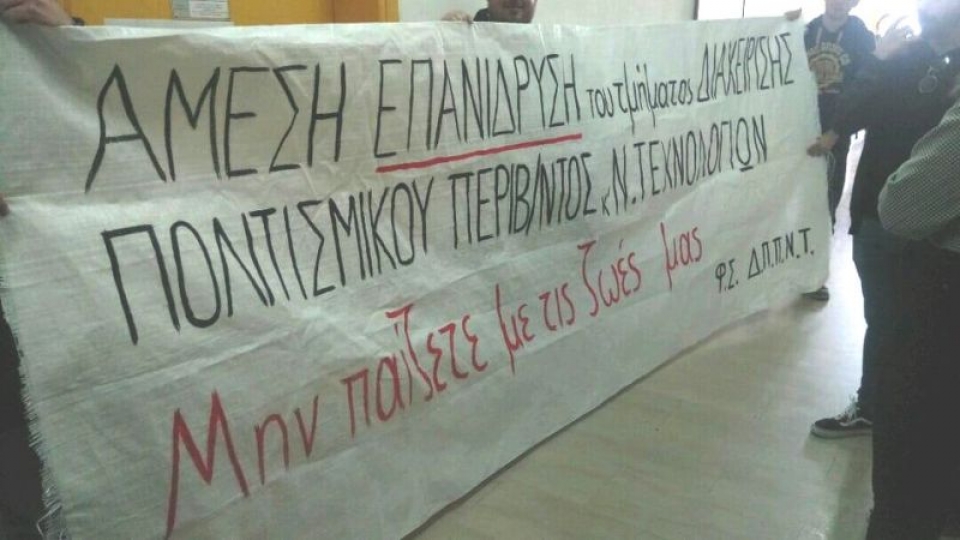 ΑΜΕΣΗ ΕΠΑΝΙΔΡΥΣΗ του τμήματος ΔΙΑΧΕΙΡΙΣΗΣ
ΠΟΛΙΤΙΣΜΙΚΟΥ ΠΕΡΙΒ/ΝΤΟΣ κ Ν. ΤΕΧΝΟΛΟΓΙΩΝ
Μην παίζετε με τις ζωές μας
Φ.Σ. Δ.Π.Π.Ν.Τ.